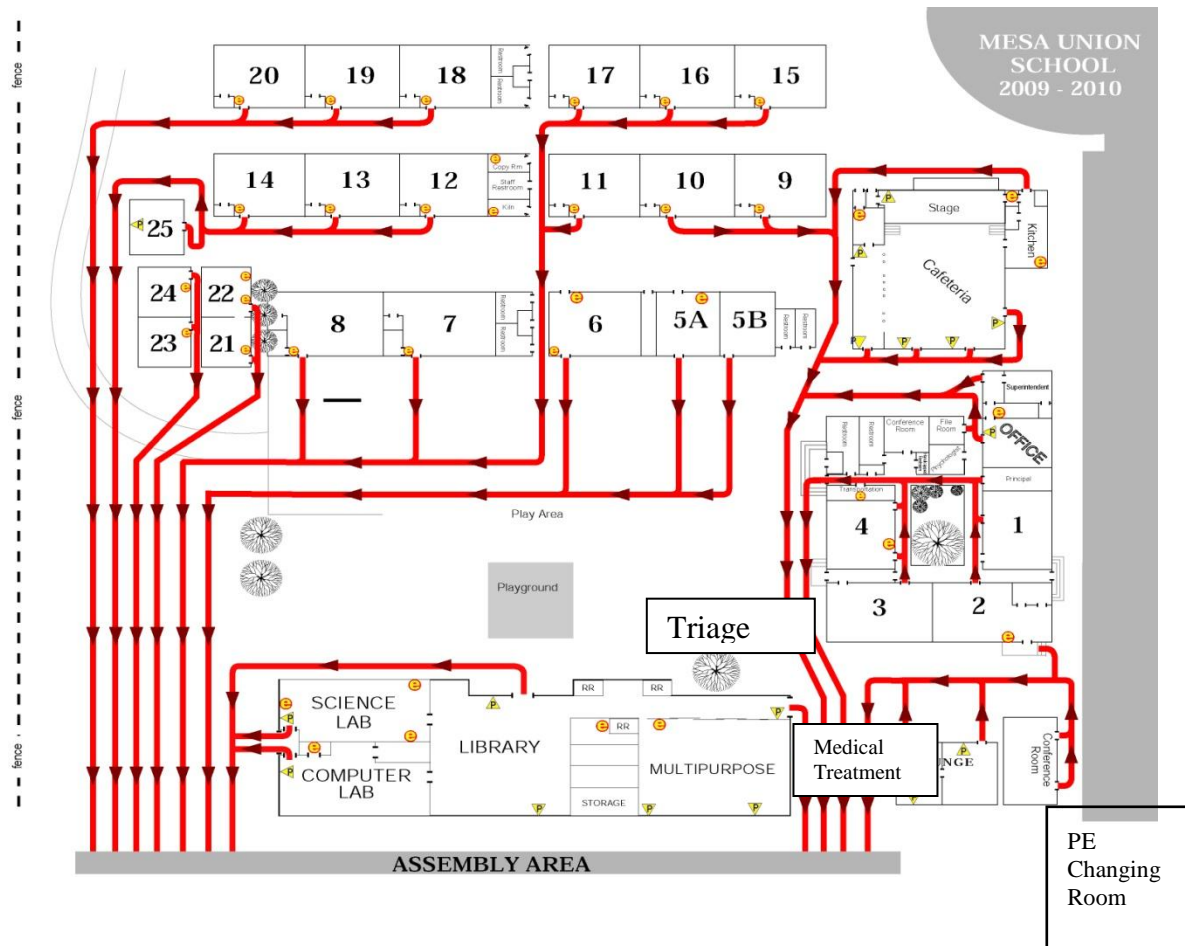 MESA UNION
SCHOOL
2009 - 2010
fence
fence
fence
fence
20
19
18
Restroom
Restroom
17
16
15
14
13
12
Copy Rm
Staff
Restroom
Kiln
11
10
9
Stage
Kitchen
Cafeteria
25
24
22
23
21
8
7
Restroom
Restroom
6
5A
5B
Restroom
Restroom
Superintendent
OFFICE
Restroom
Restroom
Conference
Room
File
Room
Psychologist
Principal
Transportation
4
1
3
2
Play Area
Playground
Triage
SCIENCE
LAB
COMPUTER
LAB
LIBRARY
RR
RR
RR
STORAGE
MULTIPURPOSE
Medical
Treatment
NGE
Conference
Room
PE
Changing
Room
ASSEMBLY AREA
e
P